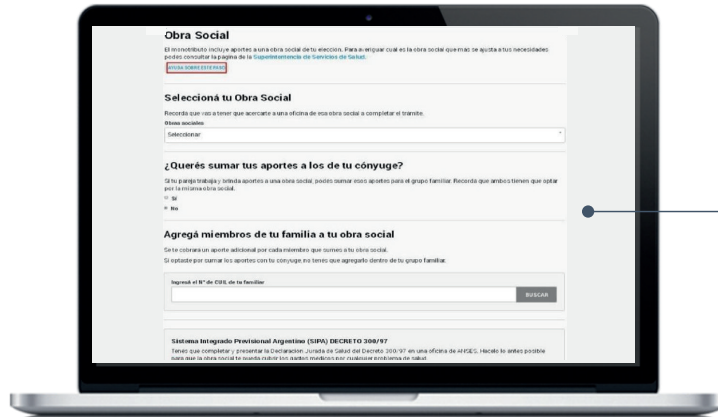 Obra Social
El monotributo incluye aportes a una obra social de tu elección. Para averiguar cuál es la obra social que más se ajusta a tus necesidades
podés consultar la página de la Superintendencia de Servicios de Salud.
AYUDA SOBRE ESTE PASO
Seleccioná tu Obra Social
Recordá que vas a tener que acercarte a una oficina de esa obra social a completar el trámite.
Obras sociales
Seleccionar
¿Querés sumar tus aportes a los de tu cónyuge?
Si tu pareja trabaja y brinda aportes a una obra social, podés sumar esos aportes para el grupo familiar. Recordá que ambos tienen que optar
por la misma obra social.
Sí
No
Agregá miembros de tu familia a tu obra social
Se te cobrará un aporte adicional por cada miembro que sumes a tu obra social.
Si optaste por sumar los aportes con tu cónyuge, no tenés que agregarlo dentro de tu grupo familiar.
Ingresá el N° de CUIL de tu familiar
BUSCAR
Sistema Integrado Previsional Argentino (SIPA) DECRETO 300/97
Tenés que completar y presentar la Declaración Jurada de Salud del Decreto 300/97 en una oficina de ANSES. Hacelo lo antes posible
para que la obra social te pueda cubrir los gastos médicos por cualquier problema de salud